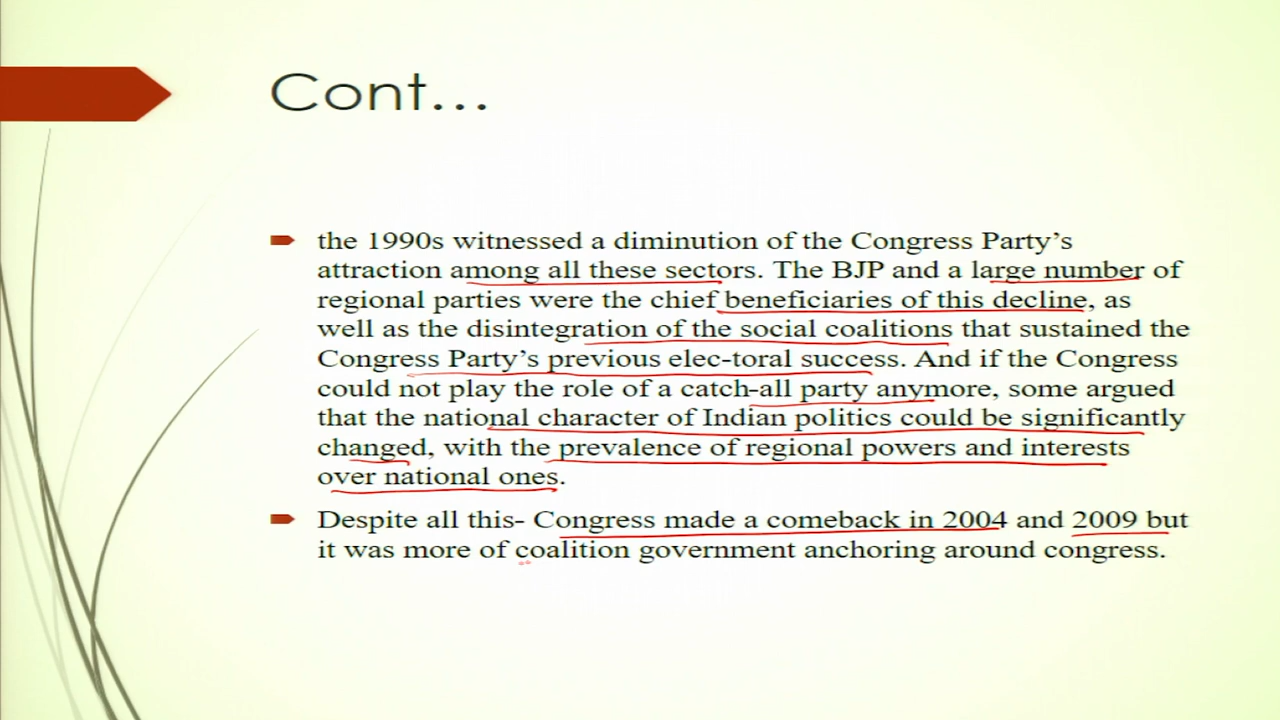 Cont...
the 1990s witnessed a diminution of the Congress Party's
attraction among all these sectors. The BJP and a large number of
regional parties were the chief beneficiaries of this decline, as
well as the disintegration of the social coalitions that sustained the
Congress Party's previous elec-toral success. And if the Congress
could not play the role of a catch-all party anymore, some argued
that the national character of Indian politics could be significantly
changed, with the prevalence of regional powers and interests
over national ones.
Despite all this- Congress made a comeback in 2004 and 2009 but
it was more of coalition government anchoring around congress.